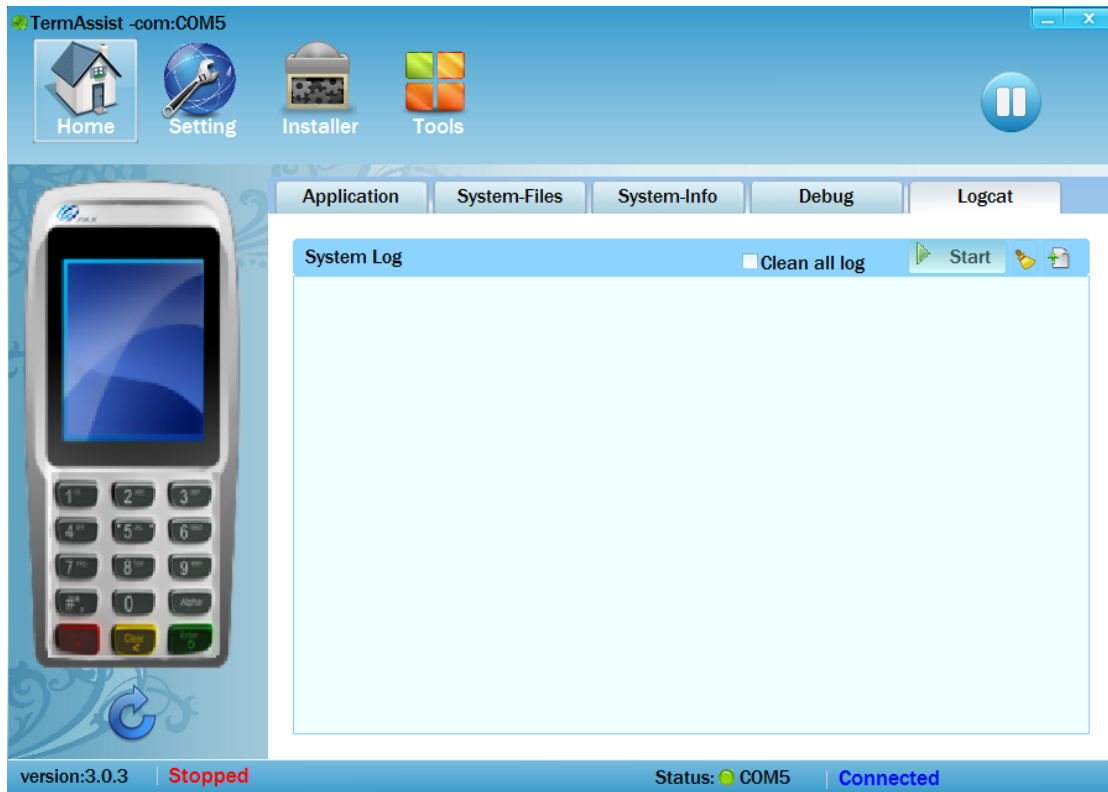 TermAssist -com:COM5
Home Setting Installer Tools
Application System-Files System-Info Debug Logcat
System Log Clean all log Start
1 2 3
4 5 6
7 8 9
# 0 Alpha
Clear Enter
version:3.0.3 Stopped Status: COM5 Connected